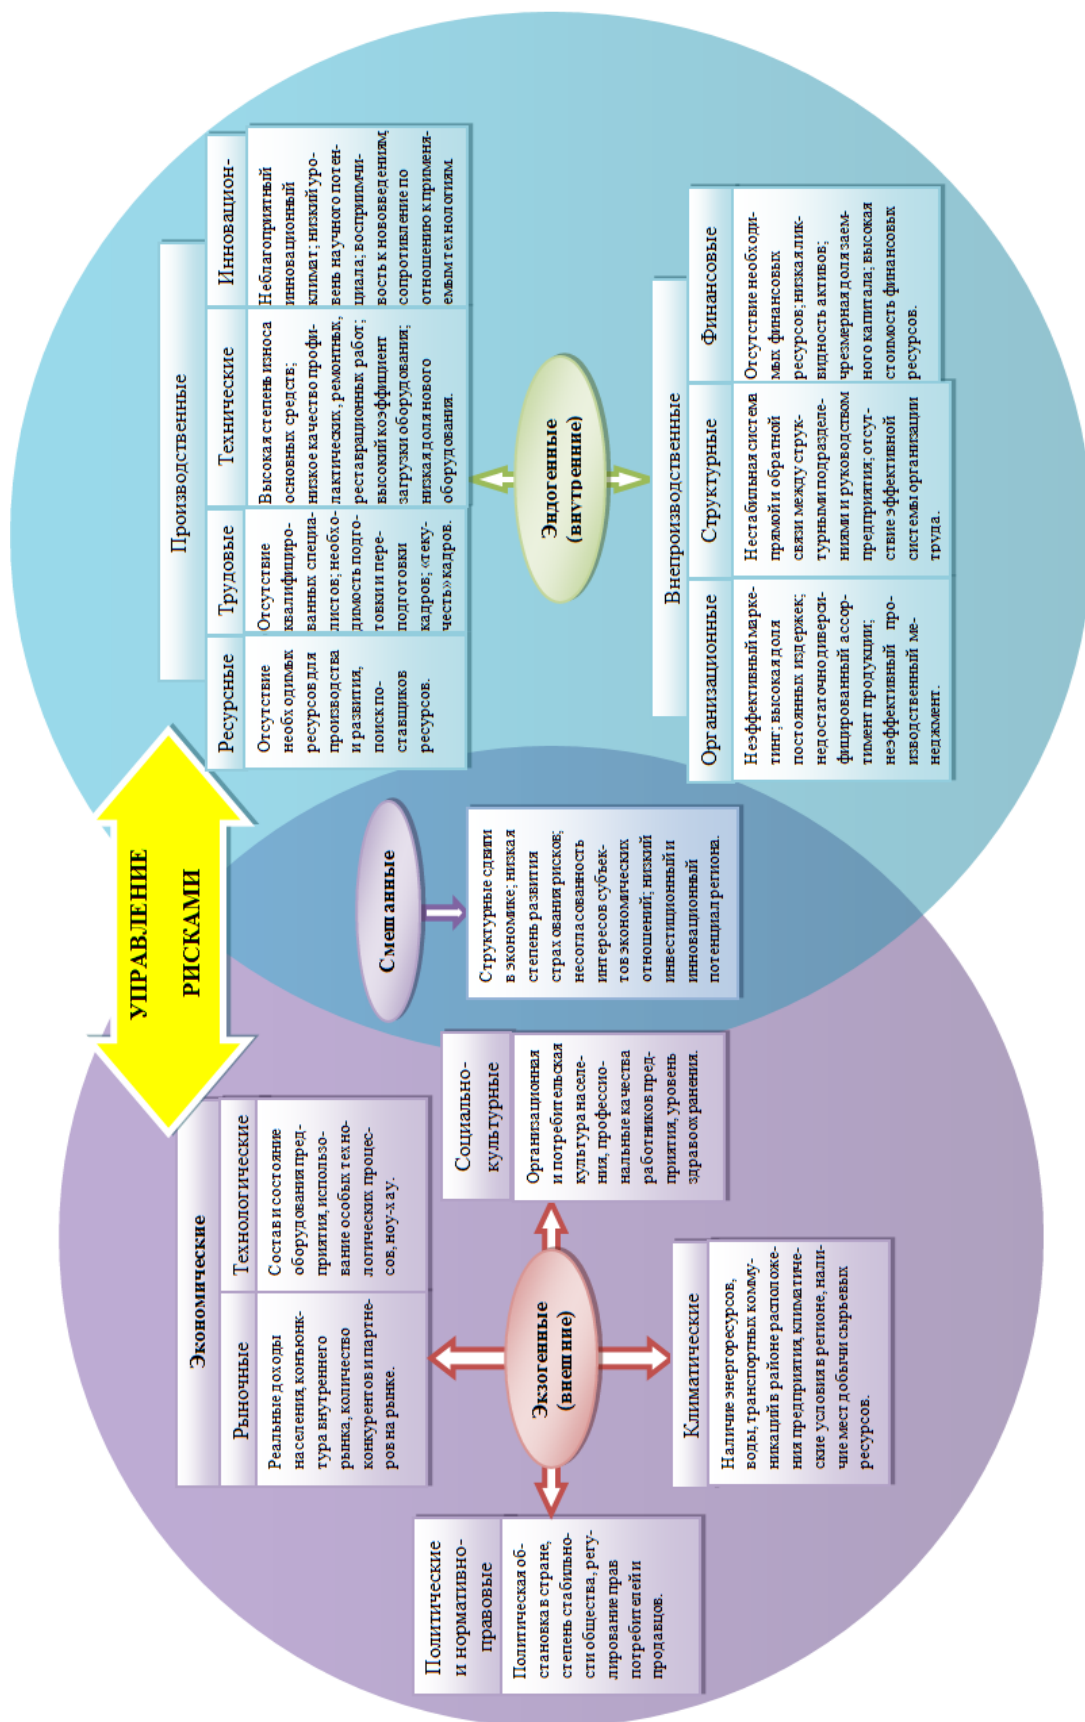 УПРАВЛЕНИЕ
РИСКАМИ
Экономические
Рыночные
Реальные доходы
населения, конъюнк-
тура внутреннего
рынка, количество
конкурентов и партне-
ров на рынке.
Технологические
Состав и состояние
оборудования пред-
приятия, использо-
вание особых техно-
логических процес-
сов, ноу-хау.
Политические
и нормативно-
правовые
Политическая об-
становка в стране,
степень стабильно-
сти общества, регу-
лирование прав
потребителей и
продавцов.
Экзогенные
(внешние)
Социально-
культурные
Организационная
и потребительская
культура населе-
ния, профессио-
нальные качества
работников пред-
приятия, уровень
здравоохранения.
Климатические
Наличие энергоресурсов,
воды, транспортных комму-
никаций в районе расположе-
ния предприятия, климатиче-
ские условия в регионе, нали-
чие мест добычи сырьевых
ресурсов.
Смешанные
Структурные сдвиги
в экономике; низкая
степень развития
страхования рисков;
несогласованность
интересов субъек-
тов экономических
отношений; низкий
инвестиционный и
инновационный
потенциал региона.
Производственные
Ресурсные
Отсутствие
необходимых
ресурсов для
производства
и развития,
поиск по-
ставщиков
ресурсов.
Трудовые
Отсутствие
квалифициро-
ванных специа-
листов; необхо-
димость подго-
товки и пере-
подготовки
кадров; «теку-
честь» кадров.
Технические
Высокая степень износа
основных средств;
низкое качество профи-
лактических, ремонтных,
реставрационных работ;
высокий коэффициент
загрузки оборудования;
низкая доля нового
оборудования.
Инновацион-
Неблагоприятный
инновационный
климат; низкий уро-
вень научного потен-
циала; восприимчи-
вость к нововведениям,
сопротивление по
отношению к применя-
емым технологиям.
Эндогенные
(внутренние)
Внепроизводственные
Организационные
Неэффективный марке-
тинг; высокая доля
постоянных издержек;
недостаточно диверси-
фицированный ассор-
тимент продукции;
неэффективный про-
изводственный ме-
неджмент.
Структурные
Нестабильная система
прямой и обратной
связи между струк-
турными подразделе-
ниями и руководством
предприятия; отсут-
ствие эффективной
системы организации
труда.
Финансовые
Отсутствие необходи-
мых финансовых
ресурсов; низкая лик-
видность активов;
чрезмерная доля заем-
ного капитала; высокая
стоимость финансовых
ресурсов.